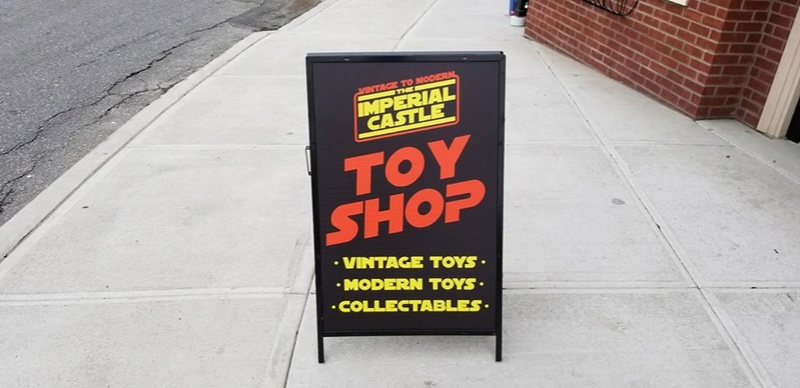 VINTAGE TO MODERN
THE
IMPERIAL
CASTLE
TOY
SHOP
· VINTAGE TOYS ·
· MODERN TOYS ·
· COLLECTABLES ·